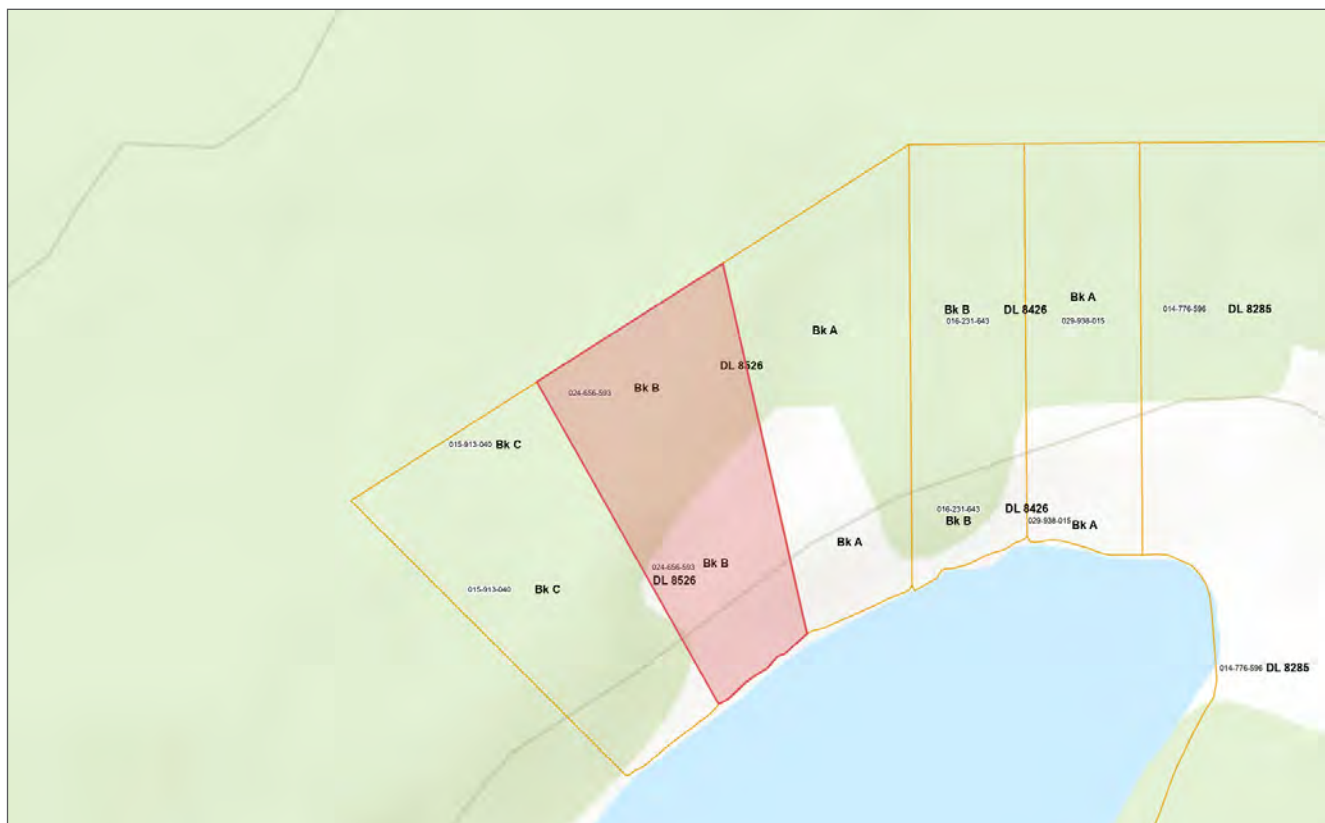 Bk A
Bk B
DL 8426
016-231-643
029-938-015
014-776-596
DL 8285
Bk A
DL 8526
024-656-593
Bk B
015-913-040
Bk C
016-231-643
DL 8426
Bk B
029-938-015
Bk A
Bk A
024-656-593
Bk B
DL 8526
015-913-040
Bk C
014-776-596
DL 8285